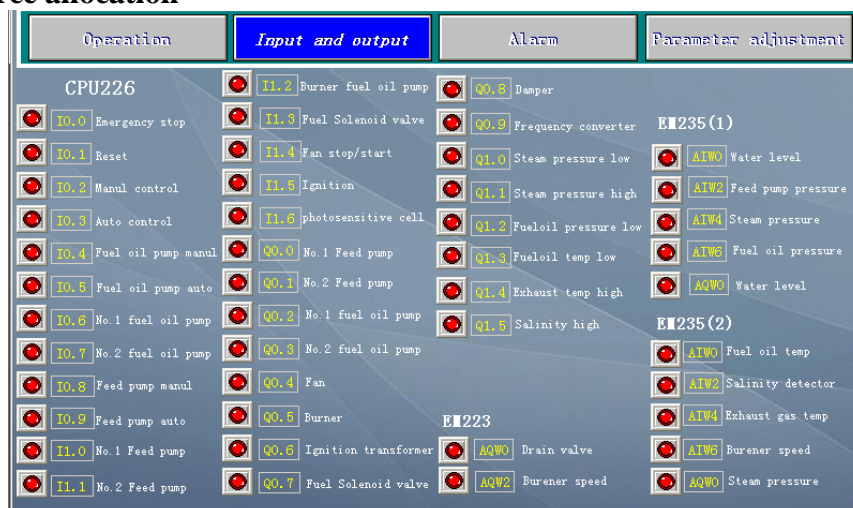 Operation
Input and output
Alarm
Parameter adjustment
CPU226
I0.0 Emergency stop
I0.1 Reset
I0.2 Manul control
I0.3 Auto control
I0.4 Fuel oil pump manul
I0.5 Fuel oil pump auto
I0.6 No.1 fuel oil pump
I0.7 No.2 fuel oil pump
I0.8 Feed pump manul
I0.9 Feed pump auto
I1.0 No.1 Feed pump
I1.1 No.2 Feed pump
I1.2 Burner fuel oil pump
I1.3 Fuel Solenoid valve
I1.4 Fan stop/start
I1.5 Ignition
I1.6 photosensitive cell
Q0.0 No.1 Feed pump
Q0.1 No.2 Feed pump
Q0.2 No.1 fuel oil pump
Q0.3 No.2 fuel oil pump
Q0.4 Fan
Q0.5 Burner
Q0.6 Ignition transformer
Q0.7 Fuel Solenoid valve
Q0.8 Damper
Q0.9 Frequency converter
Q1.0 Steam pressure low
Q1.1 Steam pressure high
Q1.2 Fueloil pressure low
Q1.3 Fueloil temp low
Q1.4 Exhaust temp high
Q1.5 Salinity high
EM223
AQW0 Drain valve
AQW2 Burener speed
EM235(1)
AIW0 Water level
AIW2 Feed pump pressure
AIW4 Steam pressure
AIW6 Fuel oil pressure
AQW0 Water level
EM235(2)
AIW0 Fuel oil temp
AIW2 Salinity detector
AIW4 Exhaust gas temp
AIW6 Burener speed
AQW0 Steam pressure